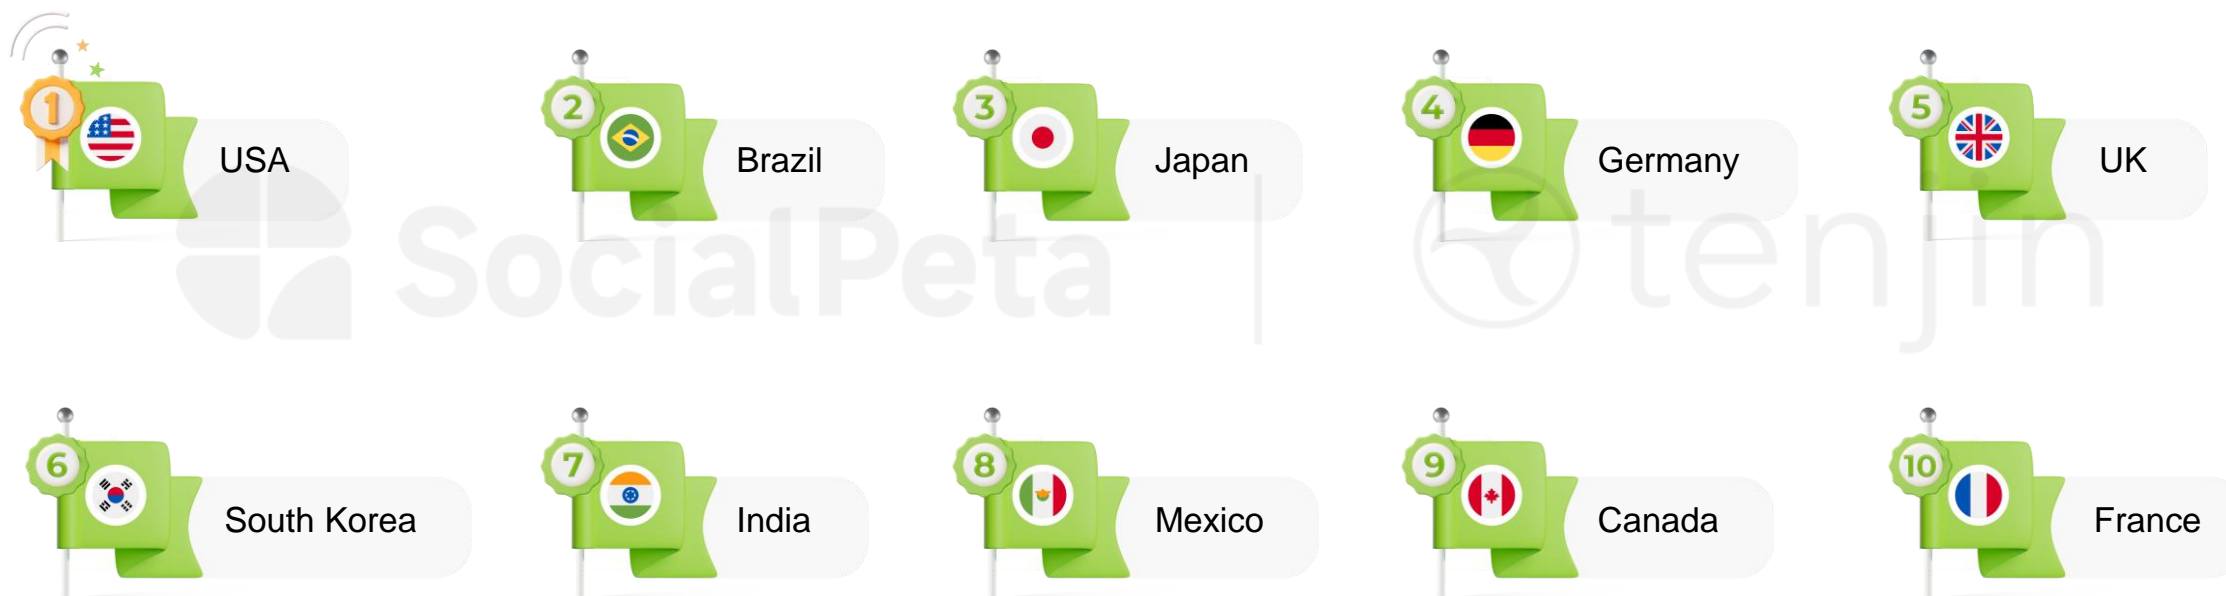 1 USA
2 Brazil
3 Japan
4 Germany
5 UK
SocialPeta | tenjin
6 South Korea
7 India
8 Mexico
9 Canada
10 France